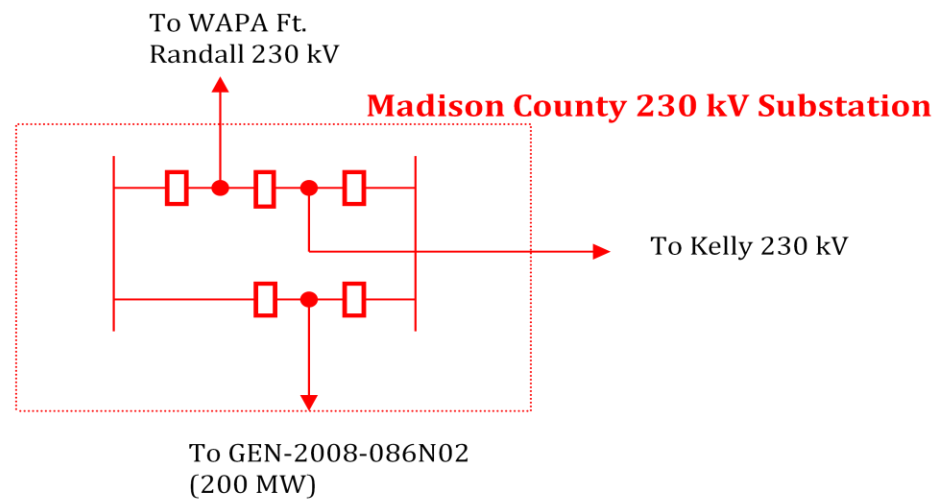 To WAPA Ft.
Randall 230 kV
Madison County 230 kV Substation
To Kelly 230 kV
To GEN-2008-086N02
(200 MW)